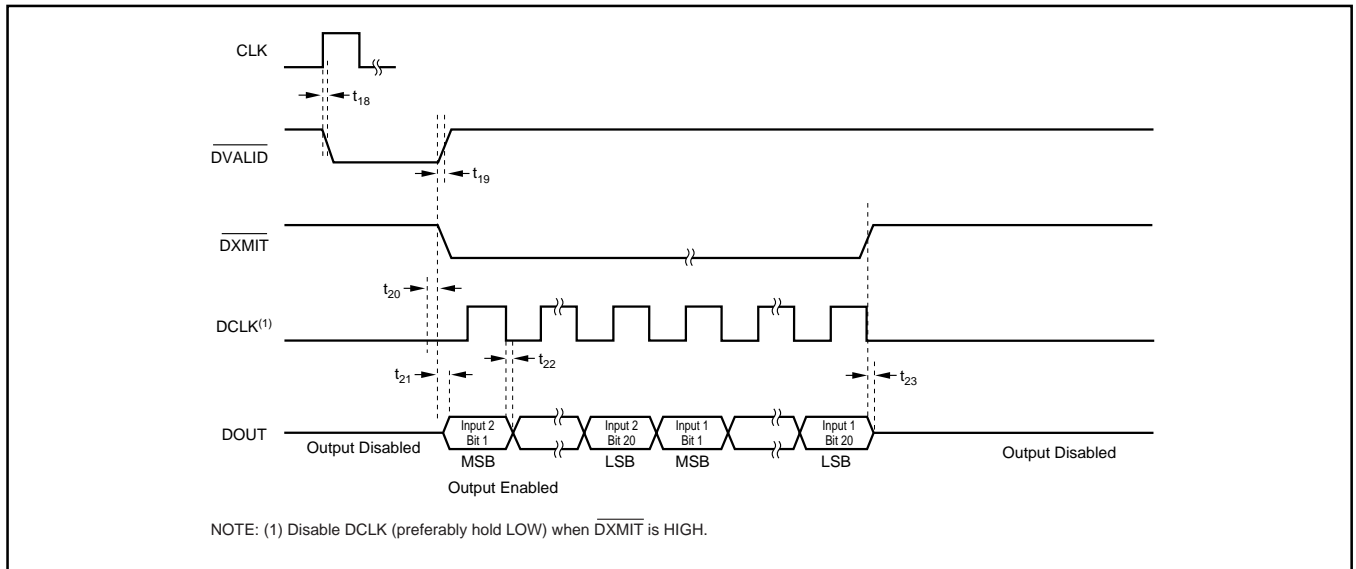 CLK
t18
DVALID
t19
DXMIT
t20
DCLK(1)
t22
t21
t23
DOUT
Output Disabled
Input 2
Bit 1
MSB
Input 2
Bit 20
LSB
Input 1
Bit 1
MSB
Input 1
Bit 20
LSB
Output Disabled
Output Enabled
NOTE: (1) Disable DCLK (preferably hold LOW) when DXMIT is HIGH.